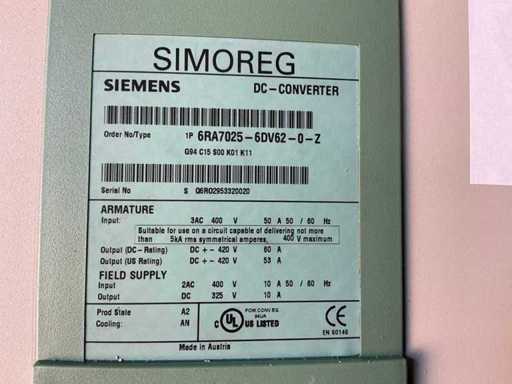 SIMOREG
SIEMENS DC-CONVERTER
Order No/Type 1P 6RA7025-6DV62-0-Z
G94 C15 S00 K01 K11
Serial No S Q6R02953320020
ARMATURE
Input: 3AC 400 V 50 A 50 / 60 Hz
Suitable for use on a circuit capable of delivering not more
than 5kA rms symmetrical amperes, 400 V maximum
Output (DC-Rating) DC +- 420 V 60 A
Output (US Rating) DC +- 420 V 53 A
FIELD SUPPLY
Input 2AC 400 V 10 A 50 / 60 Hz
Output DC 325 V 10 A
Prod State A2
Cooling: AN
POW.CONV.EQ.
C UL US LISTED
CE
EN 60146
Made in Austria